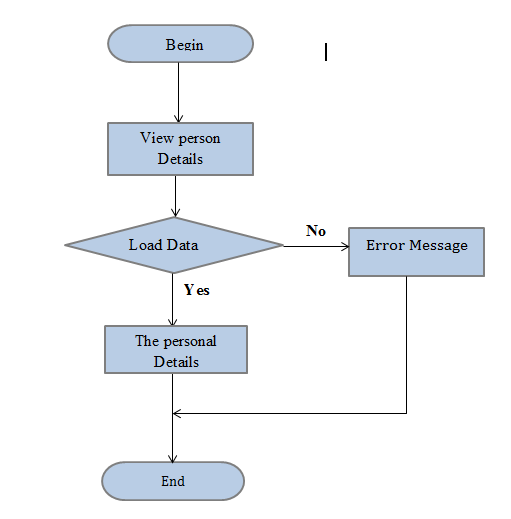 Begin
View person
Details
Load Data
No
Error Message
Yes
The personal
Details
End